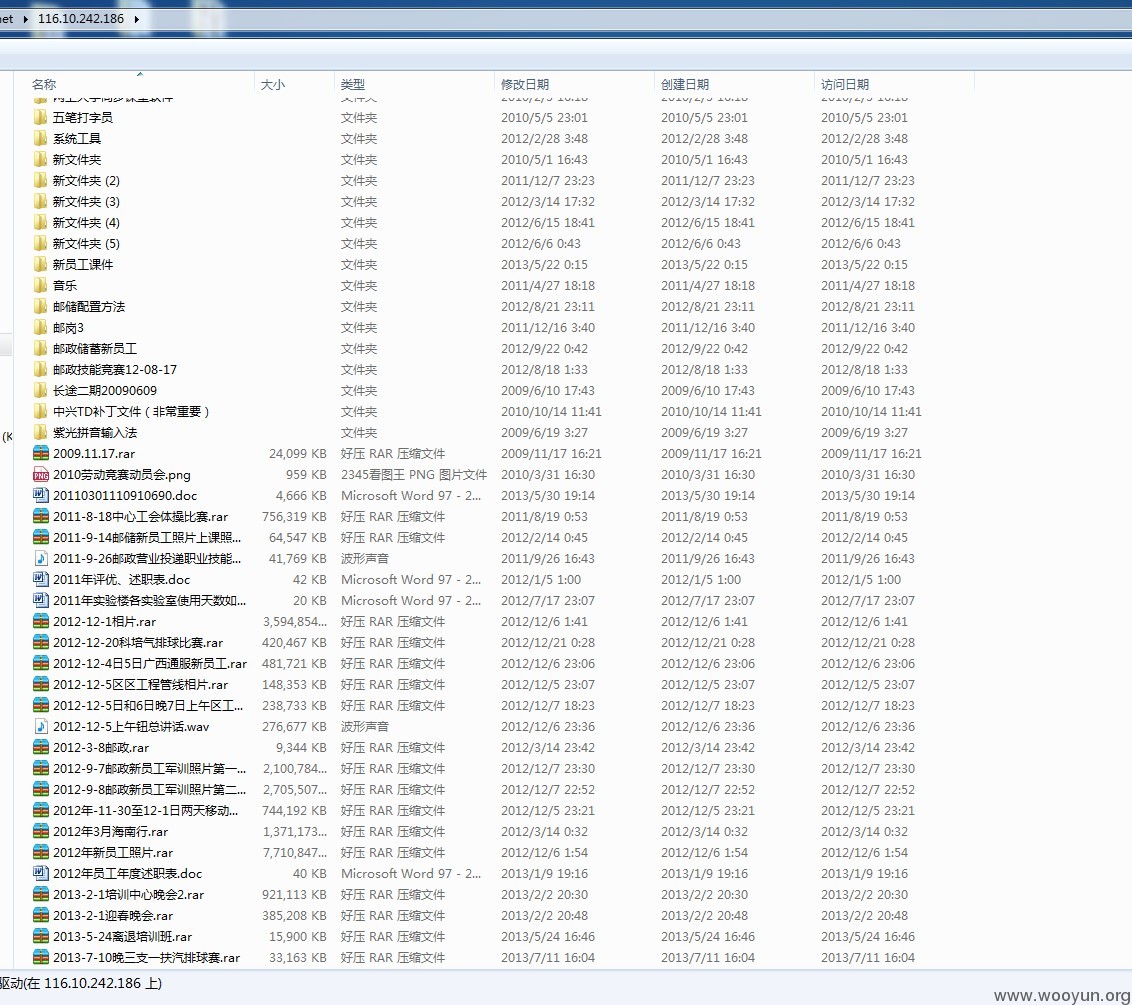 net ▸ 116.10.242.186 ▸
名称 大小 类型 修改日期 创建日期 访问日期
五笔打字员 文件夹 2010/5/5 23:01 2010/5/5 23:01 2010/5/5 23:01
系统工具 文件夹 2012/2/28 3:48 2012/2/28 3:48 2012/2/28 3:48
新文件夹 文件夹 2010/5/1 16:43 2010/5/1 16:43 2010/5/1 16:43
新文件夹 (2) 文件夹 2011/12/7 23:23 2011/12/7 23:23 2011/12/7 23:23
新文件夹 (3) 文件夹 2012/3/14 17:32 2012/3/14 17:32 2012/3/14 17:32
新文件夹 (4) 文件夹 2012/6/15 18:41 2012/6/15 18:41 2012/6/15 18:41
新文件夹 (5) 文件夹 2012/6/6 0:43 2012/6/6 0:43 2012/6/6 0:43
新员工课件 文件夹 2013/5/22 0:15 2013/5/22 0:15 2013/5/22 0:15
音乐 文件夹 2011/4/27 18:18 2011/4/27 18:18 2011/4/27 18:18
邮储配置方法 文件夹 2012/8/21 23:11 2012/8/21 23:11 2012/8/21 23:11
邮岗3 文件夹 2011/12/16 3:40 2011/12/16 3:40 2011/12/16 3:40
邮政储蓄新员工 文件夹 2012/9/22 0:42 2012/9/22 0:42 2012/9/22 0:42
邮政技能竞赛12-08-17 文件夹 2012/8/18 1:33 2012/8/18 1:33 2012/8/18 1:33
长途二期20090609 文件夹 2009/6/10 17:43 2009/6/10 17:43 2009/6/10 17:43
中兴TD补丁文件（非常重要） 文件夹 2010/10/14 11:41 2010/10/14 11:41 2010/10/14 11:41
(K
紫光拼音输入法 文件夹 2009/6/19 3:27 2009/6/19 3:27 2009/6/19 3:27
2009.11.17.rar 24,099 KB 好压 RAR 压缩文件 2009/11/17 16:21 2009/11/17 16:21 2009/11/17 16:21
2010劳动竞赛动员会.png 959 KB 2345看图王 PNG 图片文件 2010/3/31 16:30 2010/3/31 16:30 2010/3/31 16:30
20110301110910690.doc 4,666 KB Microsoft Word 97 - 2... 2013/5/30 19:14 2013/5/30 19:14 2013/5/30 19:14
2011-8-18中心工会体操比赛.rar 756,319 KB 好压 RAR 压缩文件 2011/8/19 0:53 2011/8/19 0:53 2011/8/19 0:53
2011-9-14邮储新员工照片上课照... 64,547 KB 好压 RAR 压缩文件 2012/2/14 0:45 2012/2/14 0:45 2012/2/14 0:45
2011-9-26邮政营业投递职业技能... 41,769 KB 波形声音 2011/9/26 16:43 2011/9/26 16:43 2011/9/26 16:43
2011年评优、述职表.doc 42 KB Microsoft Word 97 - 2... 2012/1/5 1:00 2012/1/5 1:00 2012/1/5 1:00
2011年实验楼各实验室使用天数如... 20 KB Microsoft Word 97 - 2... 2012/7/17 23:07 2012/7/17 23:07 2012/7/17 23:07
2012-12-1相片.rar 3,594,854... 好压 RAR 压缩文件 2012/12/6 1:41 2012/12/6 1:41 2012/12/6 1:41
2012-12-20科培气排球比赛.rar 420,467 KB 好压 RAR 压缩文件 2012/12/21 0:28 2012/12/21 0:28 2012/12/21 0:28
2012-12-4日5日广西通服新员工.rar 481,721 KB 好压 RAR 压缩文件 2012/12/6 23:06 2012/12/6 23:06 2012/12/6 23:06
2012-12-5区区工程管线相片.rar 148,353 KB 好压 RAR 压缩文件 2012/12/5 23:07 2012/12/5 23:07 2012/12/5 23:07
2012-12-5日和6日晚7日上午区工... 238,733 KB 好压 RAR 压缩文件 2012/12/7 18:23 2012/12/7 18:23 2012/12/7 18:23
2012-12-5上午钮总讲话.wav 276,677 KB 波形声音 2012/12/6 23:36 2012/12/6 23:36 2012/12/6 23:36
2012-3-8邮政.rar 9,344 KB 好压 RAR 压缩文件 2012/3/14 23:42 2012/3/14 23:42 2012/3/14 23:42
2012-9-7邮政新员工军训照片第一... 2,100,784... 好压 RAR 压缩文件 2012/12/7 23:30 2012/12/7 23:30 2012/12/7 23:30
2012-9-8邮政新员工军训照片第二... 2,705,507... 好压 RAR 压缩文件 2012/12/7 22:52 2012/12/7 22:52 2012/12/7 22:52
2012年-11-30至12-1日两天移动... 744,192 KB 好压 RAR 压缩文件 2012/12/5 23:21 2012/12/5 23:21 2012/12/5 23:21
2012年3月海南行.rar 1,371,173... 好压 RAR 压缩文件 2012/3/14 0:32 2012/3/14 0:32 2012/3/14 0:32
2012年新员工照片.rar 7,710,847... 好压 RAR 压缩文件 2012/12/6 1:54 2012/12/6 1:54 2012/12/6 1:54
2012年员工年度述职表.doc 40 KB Microsoft Word 97 - 2... 2013/1/9 19:16 2013/1/9 19:16 2013/1/9 19:16
2013-2-1培训中心晚会2.rar 921,113 KB 好压 RAR 压缩文件 2013/2/2 20:30 2013/2/2 20:30 2013/2/2 20:30
2013-2-1迎春晚会.rar 385,208 KB 好压 RAR 压缩文件 2013/2/2 20:48 2013/2/2 20:48 2013/2/2 20:48
2013-5-24离退培训班.rar 15,900 KB 好压 RAR 压缩文件 2013/5/24 16:46 2013/5/24 16:46 2013/5/24 16:46
2013-7-10晚三支一扶汽排球赛.rar 33,163 KB 好压 RAR 压缩文件 2013/7/11 16:04 2013/7/11 16:04 2013/7/11 16:04
驱动(在 116.10.242.186 上)
www.wooyun.org